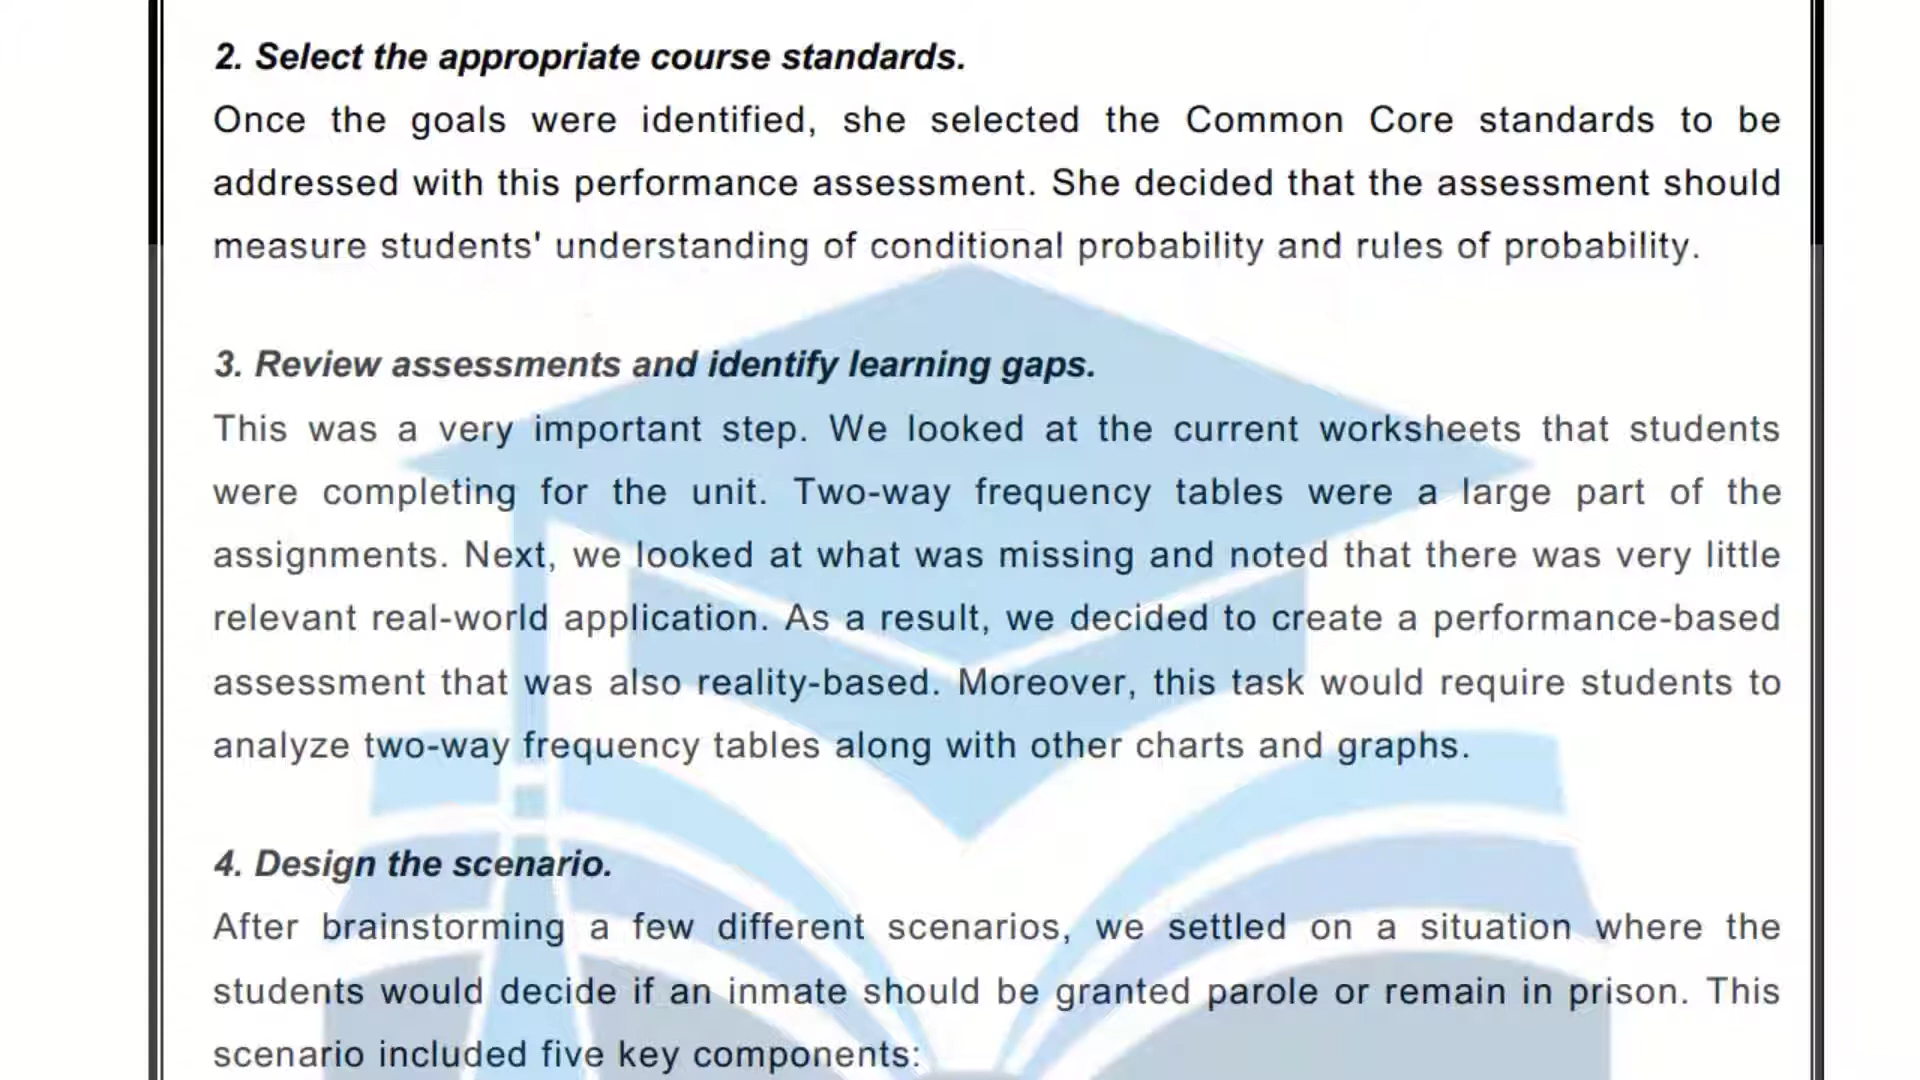 2. Select the appropriate course standards.
Once the goals were identified, she selected the Common Core standards to be
addressed with this performance assessment. She decided that the assessment should
measure students' understanding of conditional probability and rules of probability.
3. Review assessments and identify learning gaps.
This was a very important step. We looked at the current worksheets that students
were completing for the unit. Two-way frequency tables were a large part of the
assignments. Next, we looked at what was missing and noted that there was very little
relevant real-world application. As a result, we decided to create a performance-based
assessment that was also reality-based. Moreover, this task would require students to
analyze two-way frequency tables along with other charts and graphs.
4. Design the scenario.
After brainstorming a few different scenarios, we settled on a situation where the
students would decide if an inmate should be granted parole or remain in prison. This
scenario included five key components: